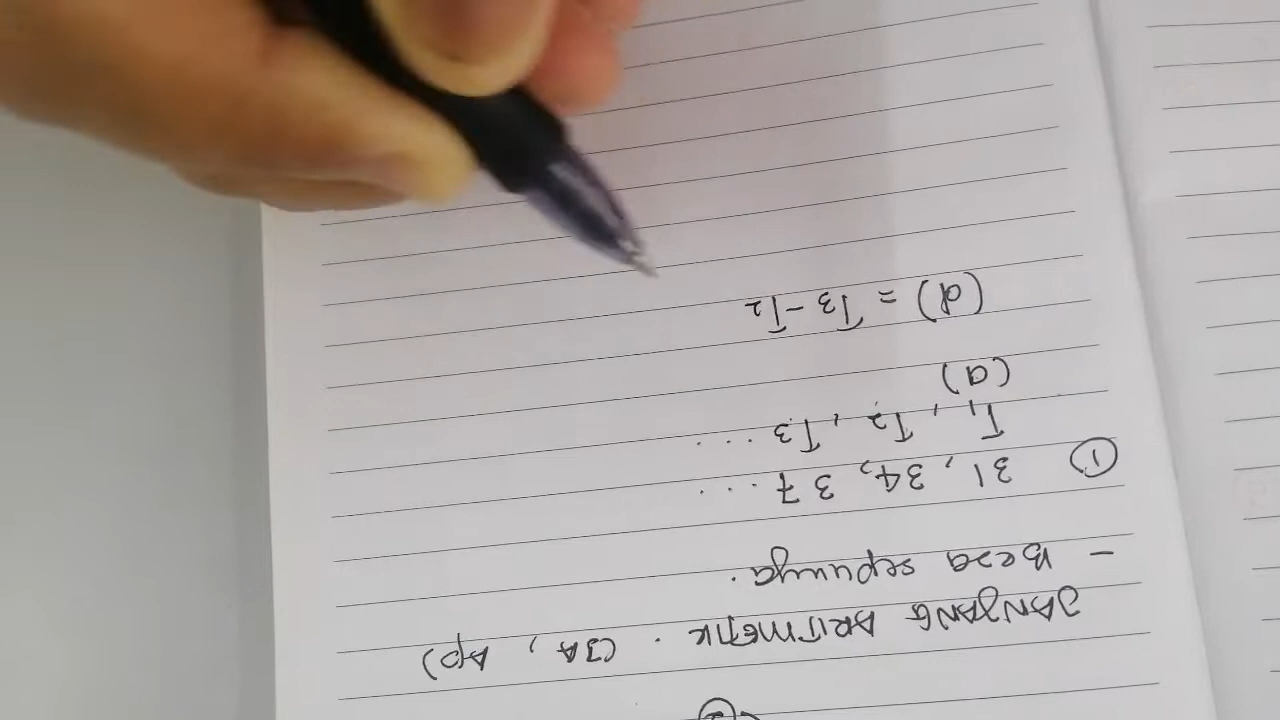 JANJANG ARITMETIK. (JA, AP)
- Beza sepunya.
① 31, 34, 37 ...
T1, T2, T3 ...
(a)
(d) = T3 - T2